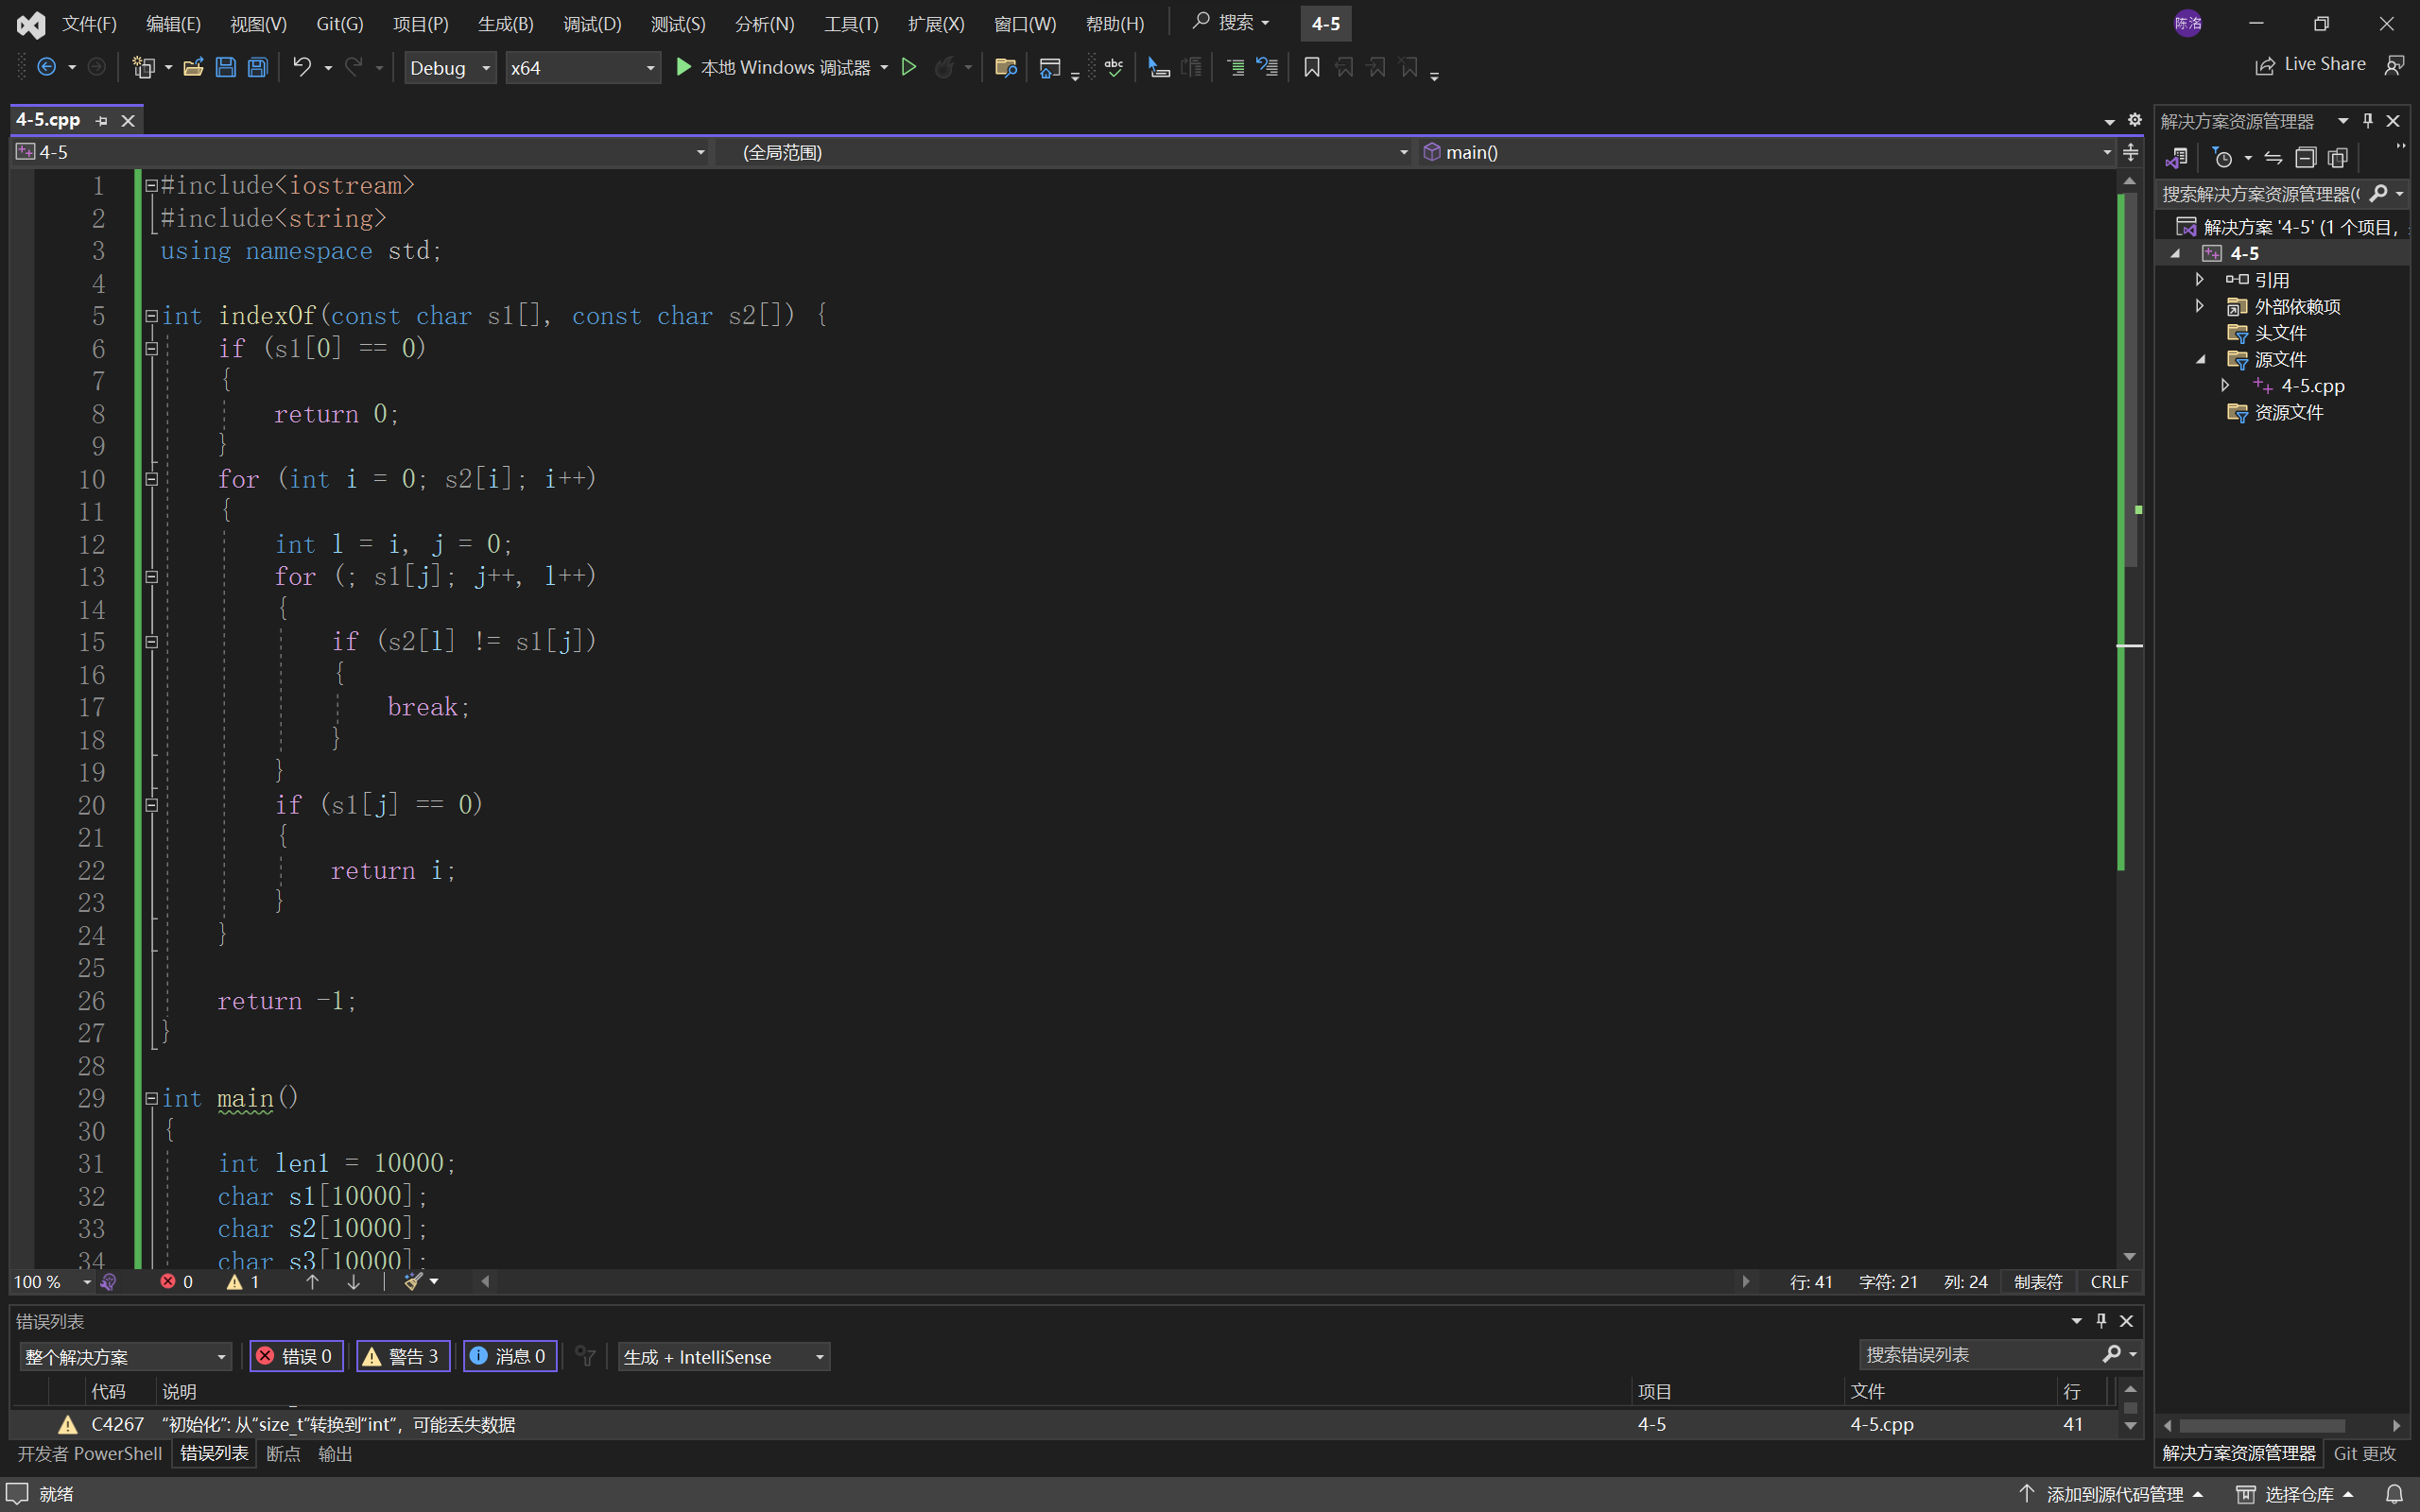 文件(F) 编辑(E) 视图(V) Git(G) 项目(P) 生成(B) 调试(D) 测试(S) 分析(N) 工具(T) 扩展(X) 窗口(W) 帮助(H) 搜索 4-5 陈洛
Debug x64 本地 Windows 调试器 Live Share
4-5.cpp
4-5 (全局范围) main()
1 #include<iostream>
2 #include<string>
3 using namespace std;
4
5 int indexOf(const char s1[], const char s2[]) {
6 if (s1[0] == 0)
7 {
8 return 0;
9 }
10 for (int i = 0; s2[i]; i++)
11 {
12 int l = i, j = 0;
13 for (; s1[j]; j++, l++)
14 {
15 if (s2[l] != s1[j])
16 {
17 break;
18 }
19 }
20 if (s1[j] == 0)
21 {
22 return i;
23 }
24 }
25
26 return -1;
27 }
28
29 int main()
30 {
31 int len1 = 10000;
32 char s1[10000];
33 char s2[10000];
34 char s3[10000];
100 % 0 1 行: 41 字符: 21 列: 24 制表符 CRLF
错误列表
整个解决方案 错误 0 警告 3 消息 0 生成 + IntelliSense 搜索错误列表
代码 说明 项目 文件 行
C4267 “初始化”: 从“size_t”转换到“int”，可能丢失数据 4-5 4-5.cpp 41
开发者 PowerShell 错误列表 断点 输出
就绪 添加到源代码管理 选择仓库
解决方案资源管理器
搜索解决方案资源管理器(
解决方案 '4-5' (1 个项目，
4-5
引用
外部依赖项
头文件
源文件
4-5.cpp
资源文件
解决方案资源管理器 Git 更改